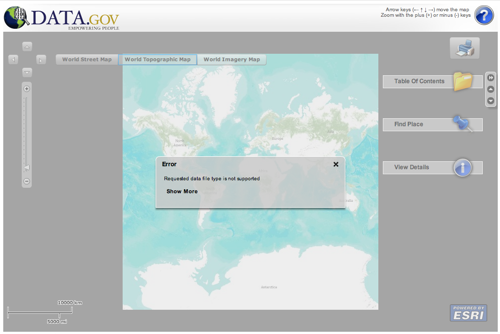 DATA.GOV
EMPOWERING PEOPLE
Arrow keys (← ↑ ↓ →) move the map
Zoom with the plus (+) or minus (-) keys
World Street Map
World Topographic Map
World Imagery Map
Table Of Contents
Find Place
View Details
Error
Requested data file type is not supported
Show More
5000 mi
POWERED BY
ESRI